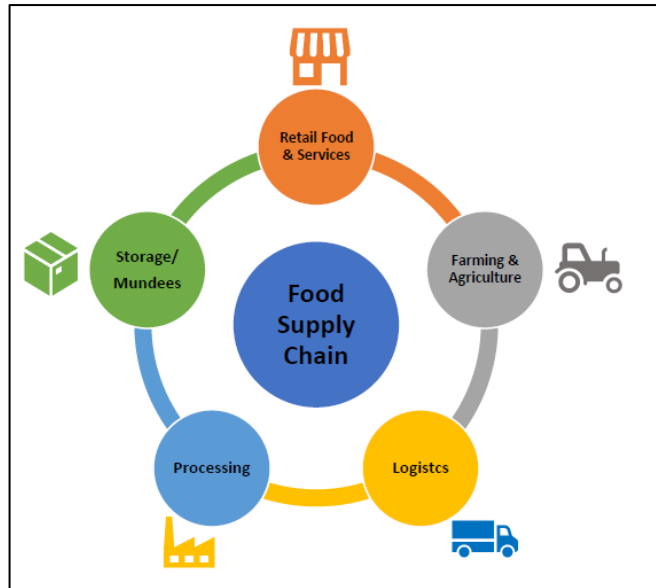 Retail Food
& Services
Farming &
Agriculture
Logistcs
Processing
Storage/
Mundees
Food
Supply
Chain